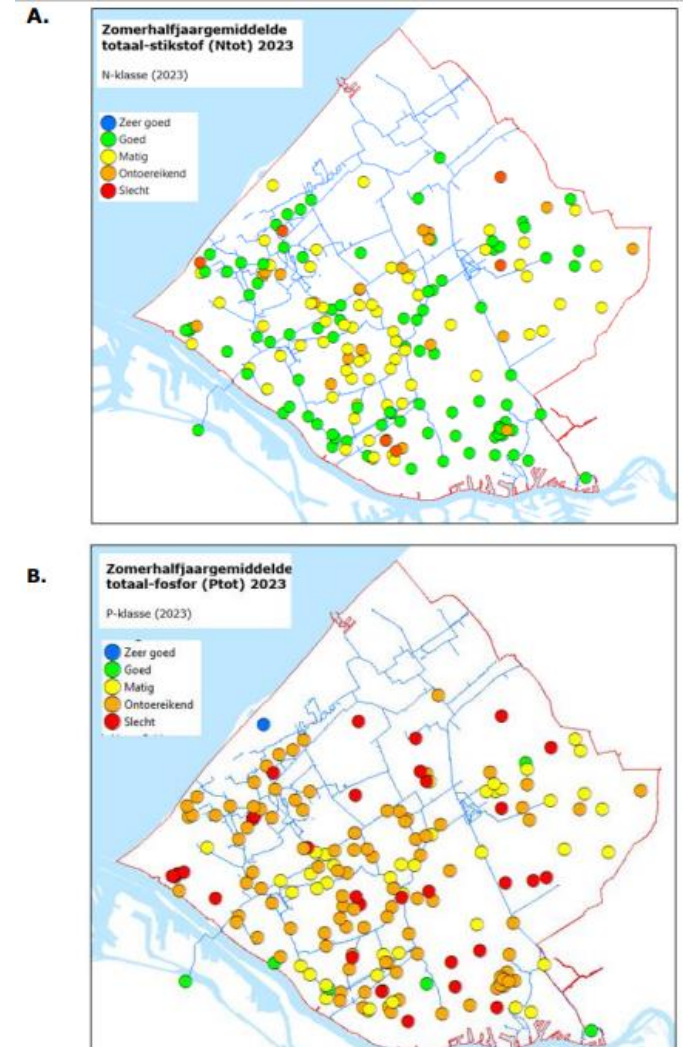 A.
Zomerhalfjaargemiddelde
totaal-stikstof (Ntot) 2023
N-klasse (2023)
Zeer goed
Goed
Matig
Ontoereikend
Slecht
B.
Zomerhalfjaargemiddelde
totaal-fosfor (Ptot) 2023
P-klasse (2023)
Zeer goed
Goed
Matig
Ontoereikend
Slecht